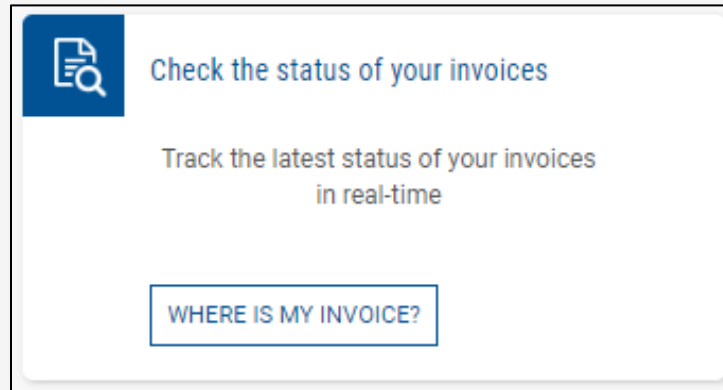 Check the status of your invoices
Track the latest status of your invoices
in real-time
WHERE IS MY INVOICE?